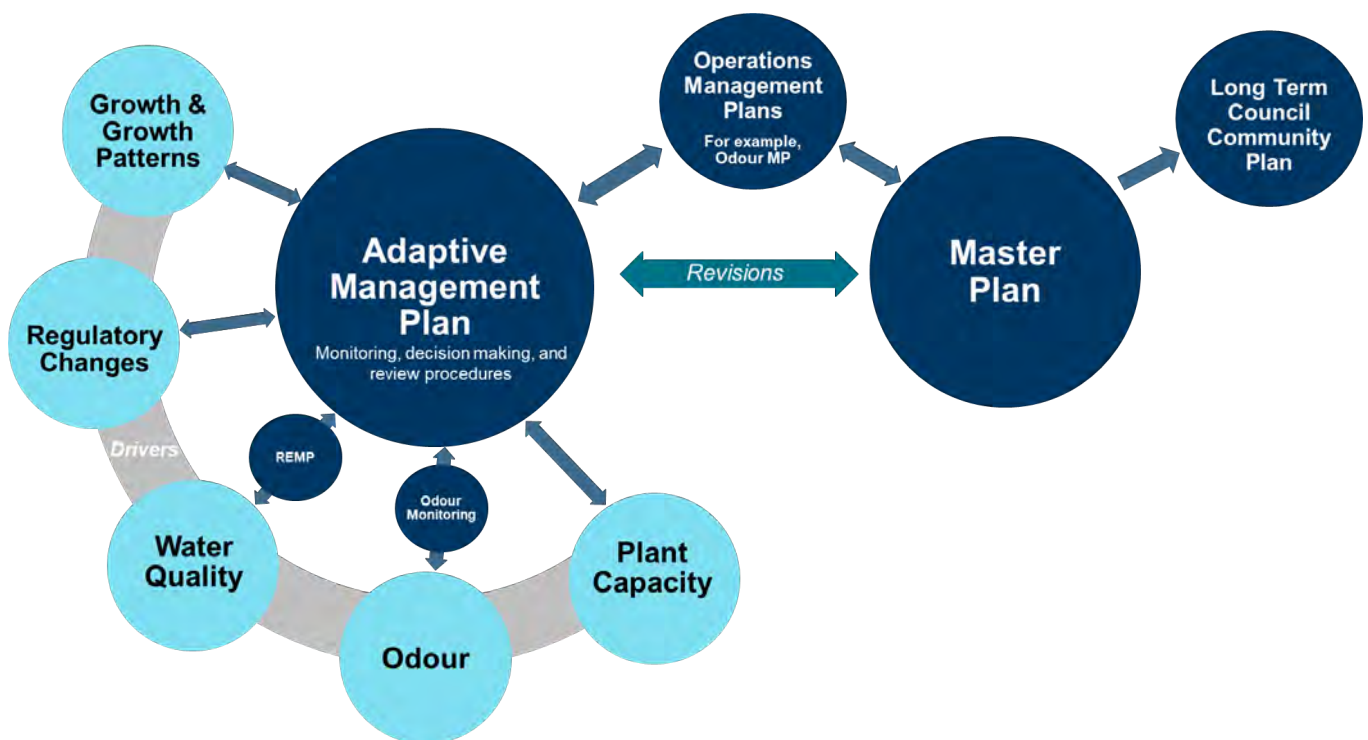 Growth &
Growth
Patterns
Regulatory
Changes
Drivers
Water
Quality
Odour
Plant
Capacity
REMP
Odour
Monitoring
Adaptive
Management
Plan
Monitoring, decision making, and
review procedures
Operations
Management
Plans
For example,
Odour MP
Revisions
Master
Plan
Long Term
Council
Community
Plan